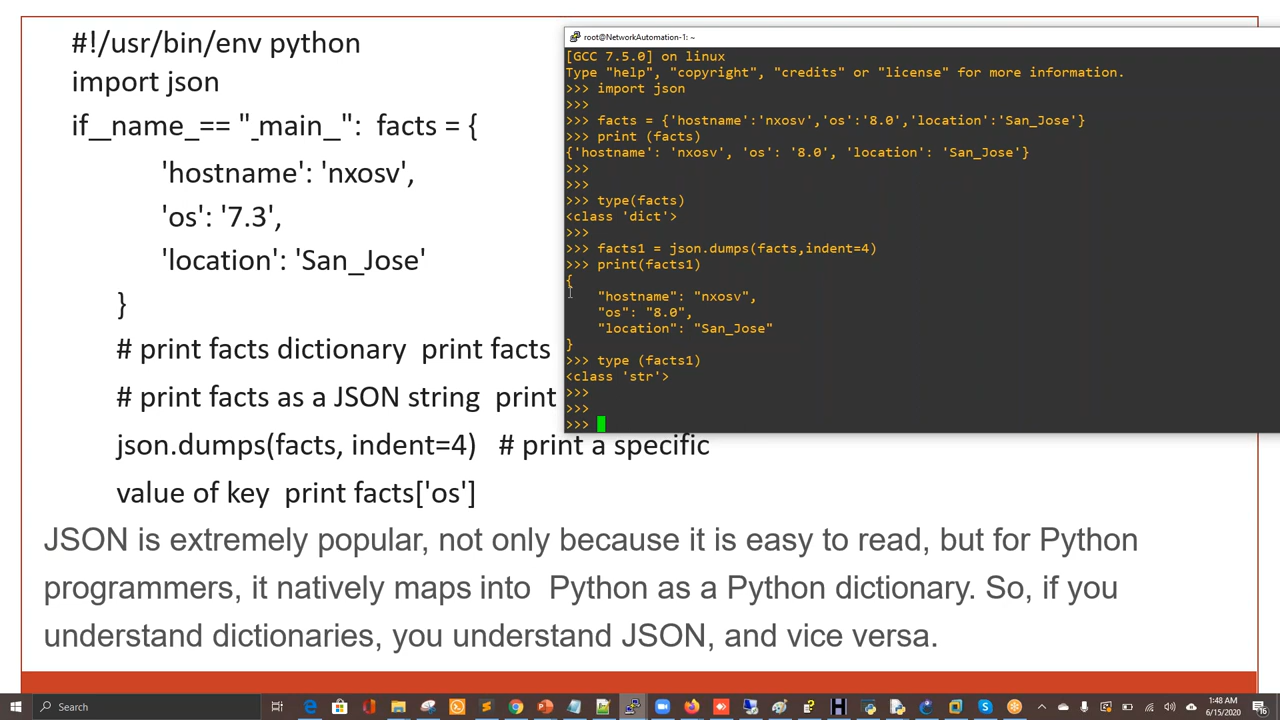 #!/usr/bin/env python
import json
if__name_== "_main_":  facts = {
'hostname': 'nxosv',
'os': '7.3',
'location': 'San_Jose'
}
# print facts dictionary  print facts
# print facts as a JSON string  print
json.dumps(facts, indent=4)   # print a specific
value of key  print facts['os']
JSON is extremely popular, not only because it is easy to read, but for Python
programmers, it natively maps into  Python as a Python dictionary. So, if you
understand dictionaries, you understand JSON, and vice versa.
root@NetworkAutomation-1: ~
[GCC 7.5.0] on linux
Type "help", "copyright", "credits" or "license" for more information.
>>> import json
>>>
>>> facts = {'hostname':'nxosv','os':'8.0','location':'San_Jose'}
>>> print (facts)
{'hostname': 'nxosv', 'os': '8.0', 'location': 'San_Jose'}
>>>
>>>
>>> type(facts)
<class 'dict'>
>>>
>>> facts1 = json.dumps(facts,indent=4)
>>> print(facts1)
{
    "hostname": "nxosv",
    "os": "8.0",
    "location": "San_Jose"
}
>>> type (facts1)
<class 'str'>
>>>
>>>
>>>
Search
1:48 AM
6/15/2020
16